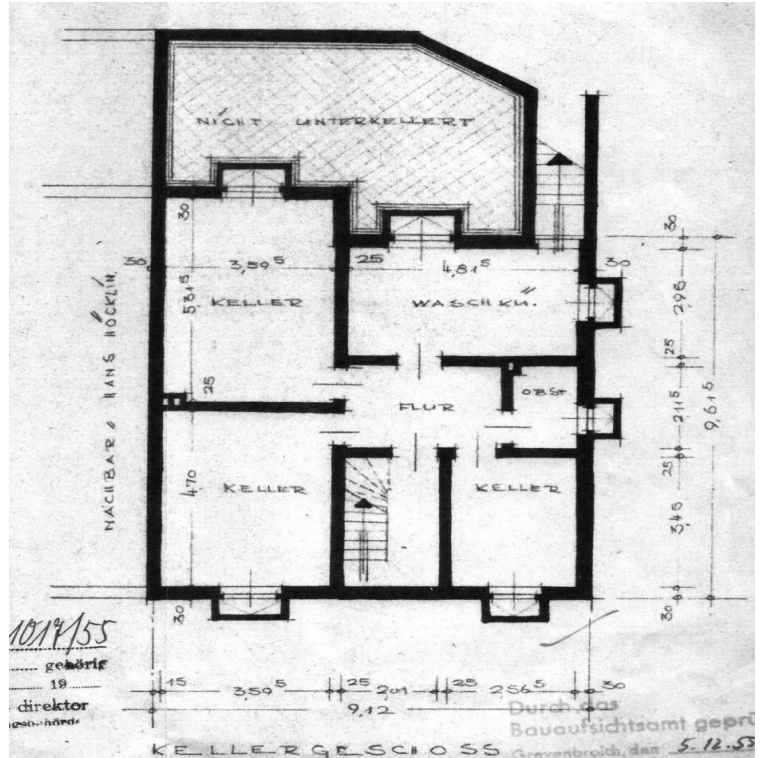 NICHT UNTERKELLERT
30
30
30
3,59⁵
25
4,81⁵
30
5,31⁵
KELLER
WASCHKÜ.
2,96
NACHBAR HANS HÖCKLIN
25
25
FLUR
OBST
2,11⁵
9,61⁵
4,70
KELLER
KELLER
25
3,45
30
30
1017/55
gehörig
19
direktor
15
3,59⁵
25
2,01
25
2,56⁵
30
9,12
Durch das
Bauaufsichtsamt geprü
KELLERGESCHOSS
Grevenbroich, den 5.12.55